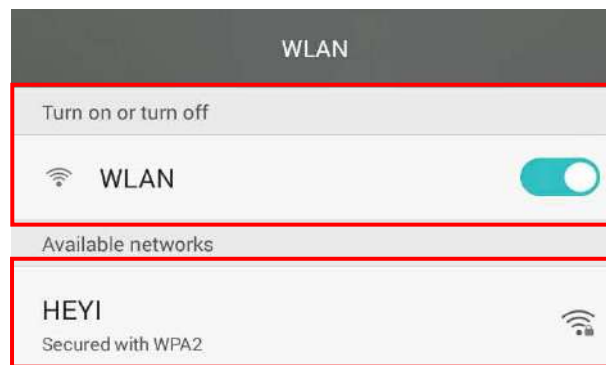 WLAN
Turn on or turn off
WLAN
Available networks
HEYI
Secured with WPA2